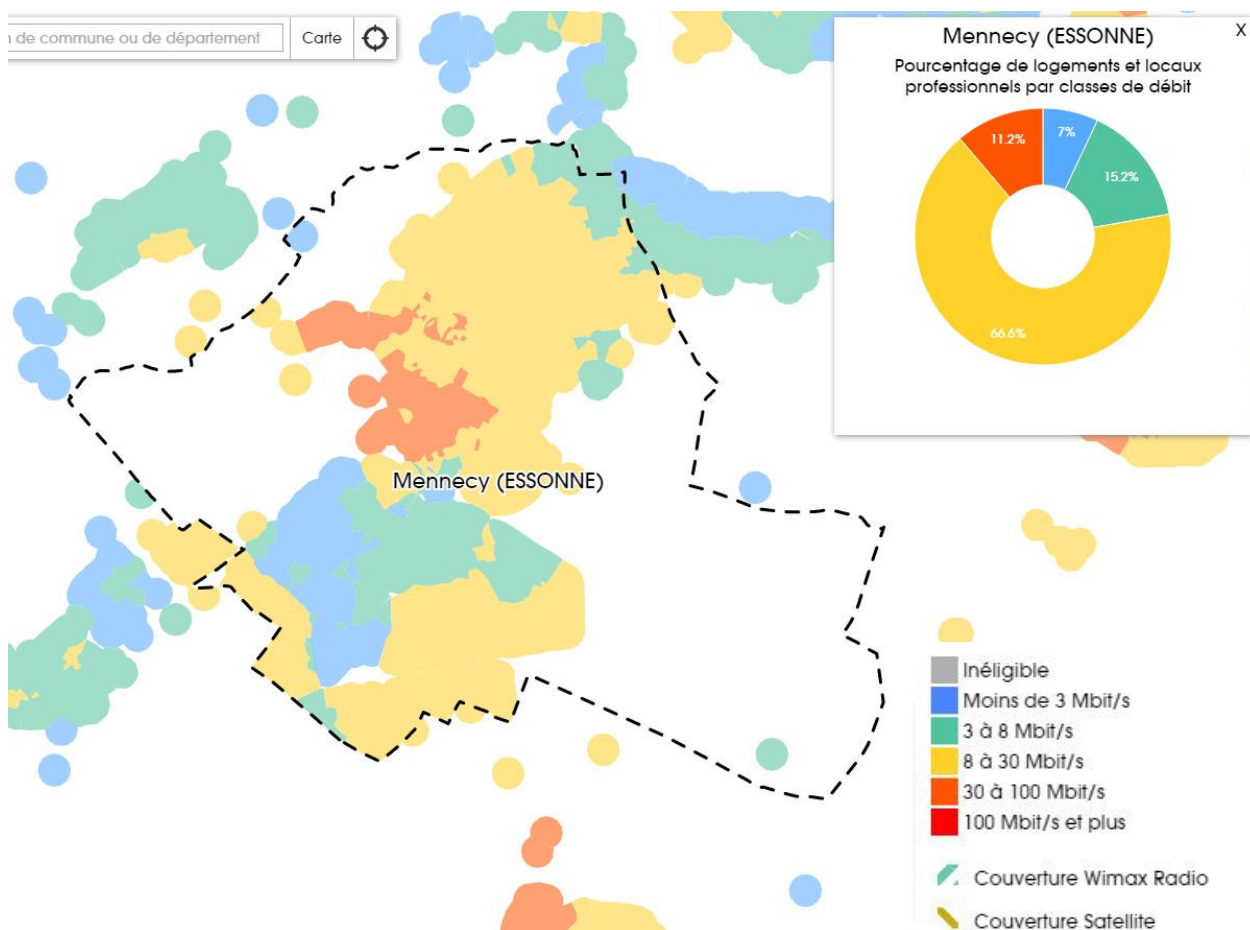 de commune ou de département
Carte
Mennecy (ESSONNE)
X
Pourcentage de logements et locaux
professionnels par classes de débit
11.2%
7%
15.2%
66.6%
Mennecy (ESSONNE)
Inéligible
Moins de 3 Mbit/s
3 à 8 Mbit/s
8 à 30 Mbit/s
30 à 100 Mbit/s
100 Mbit/s et plus
Couverture Wimax Radio
Couverture Satellite